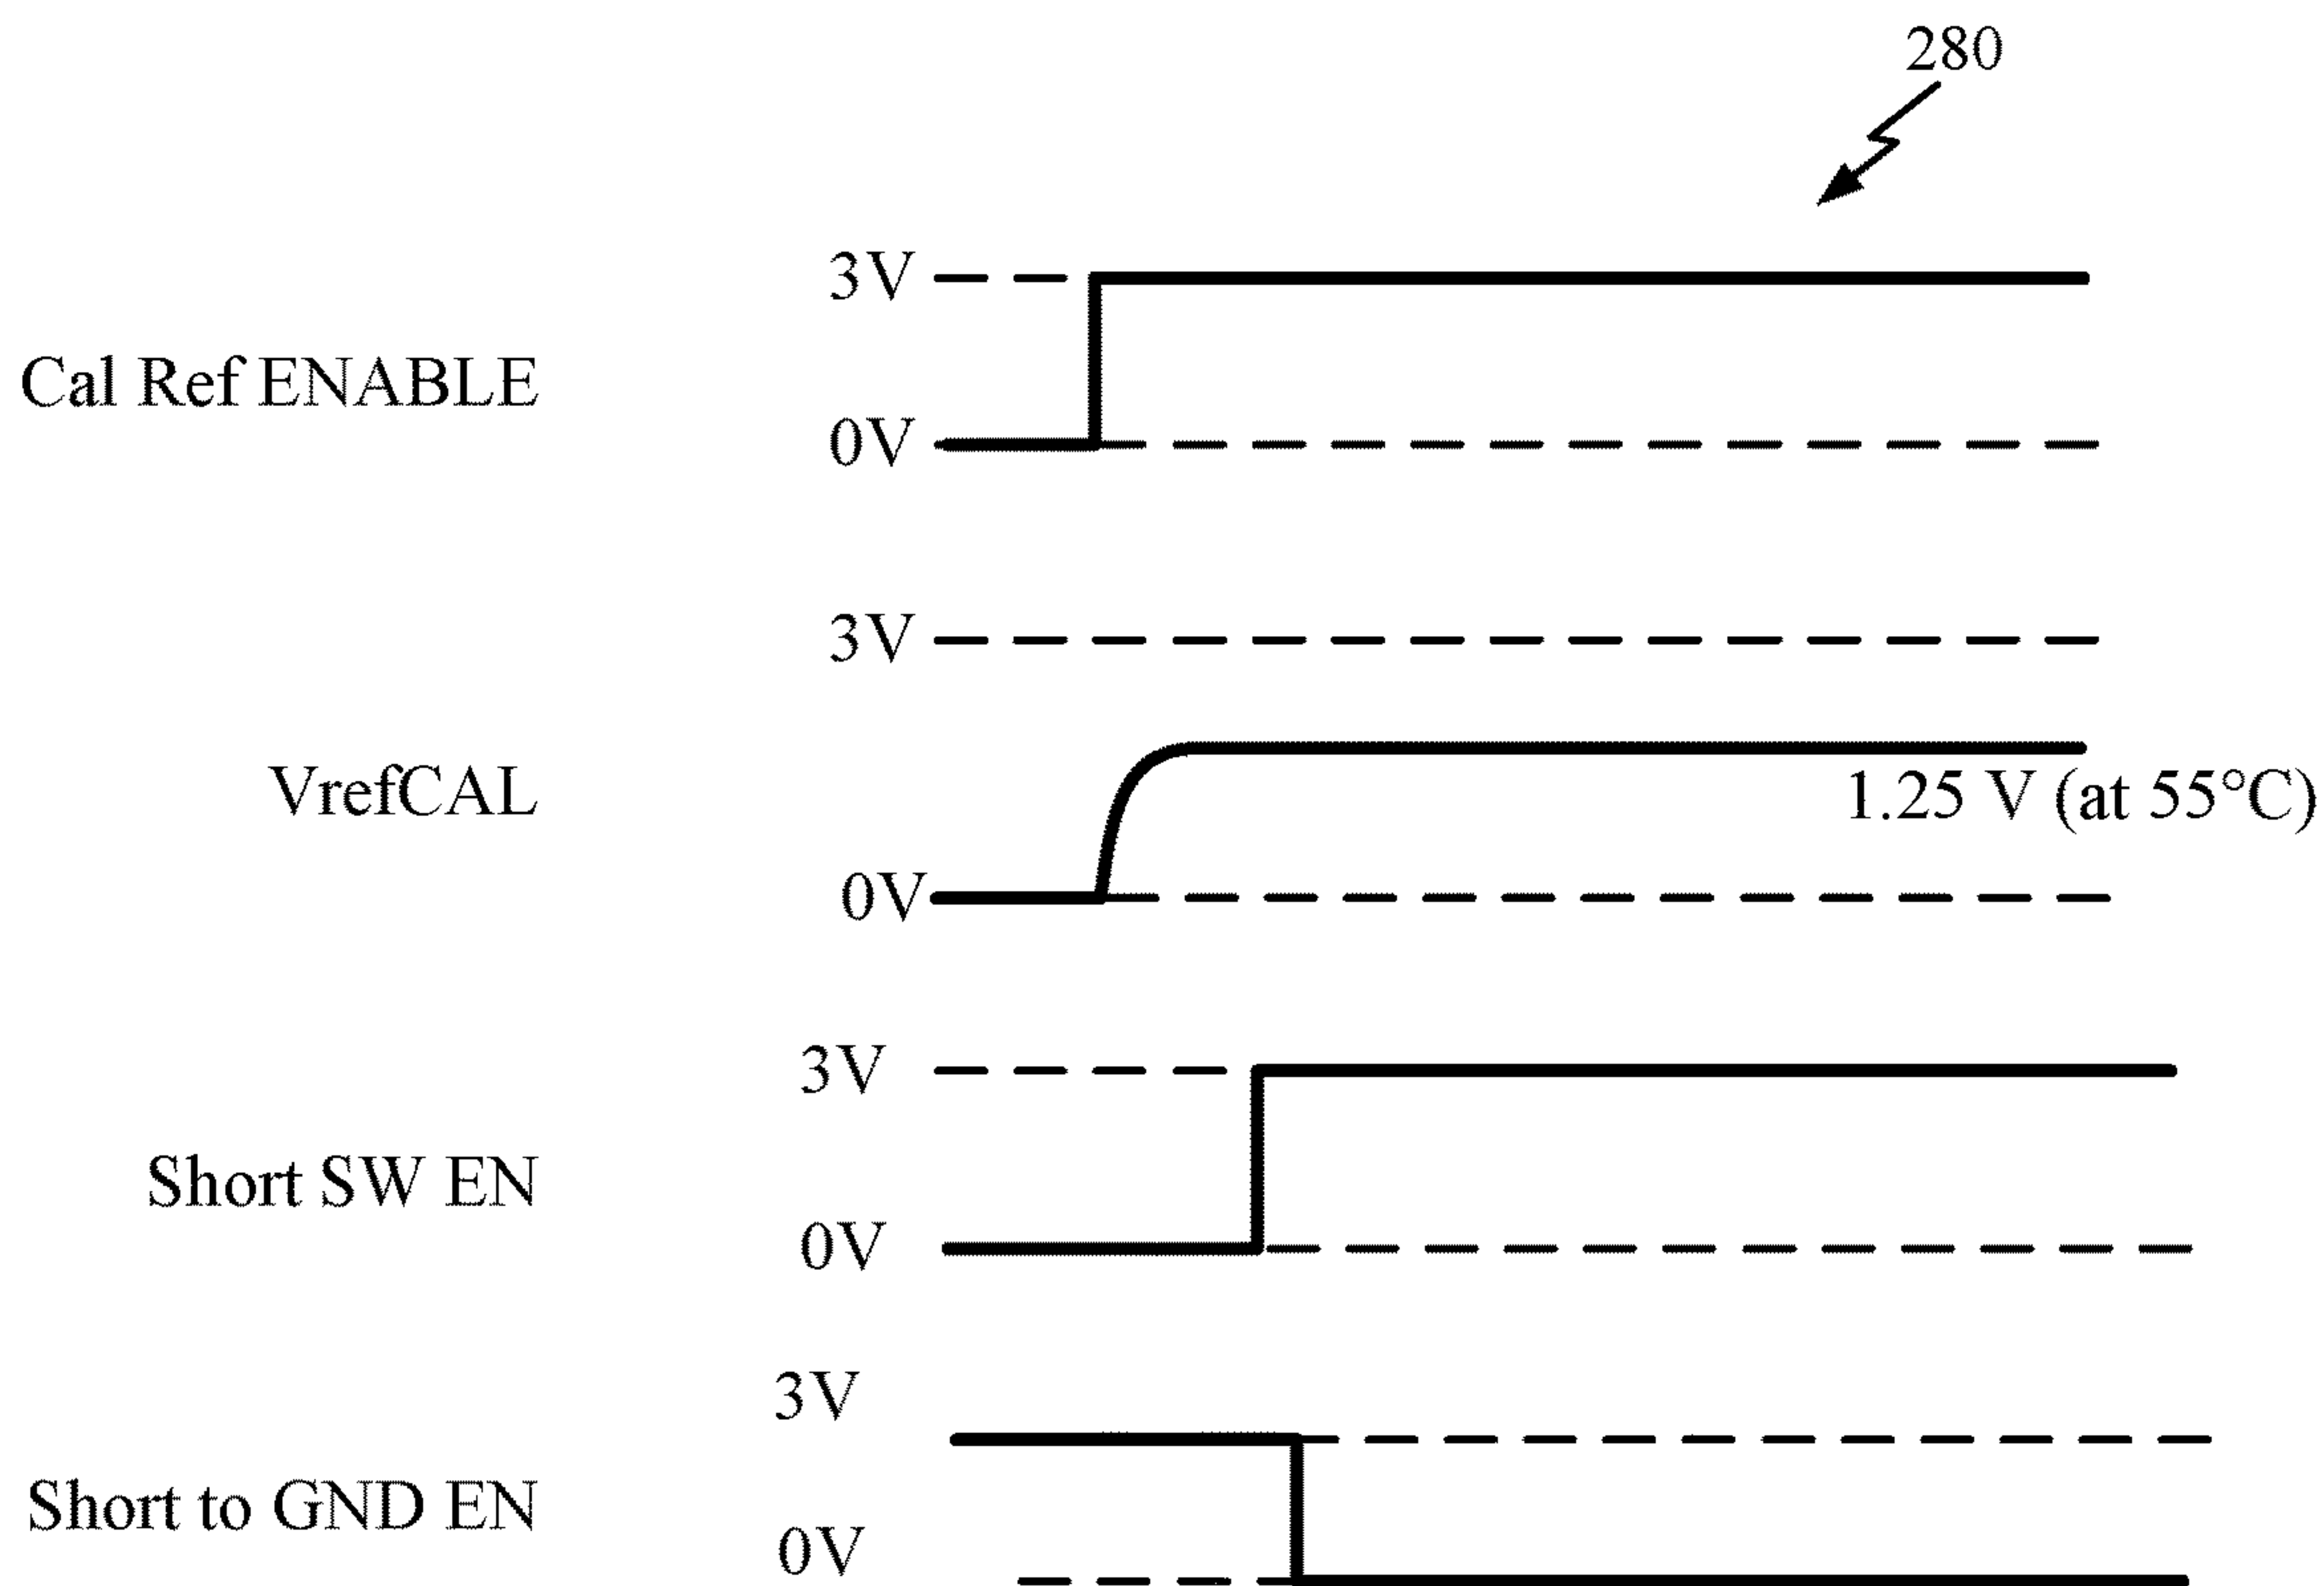 280
3V
Cal Ref ENABLE
0V
3V
VrefCAL
1.25 V (at 55°C)
0V
3V
Short SW EN
0V
3V
Short to GND EN
0V